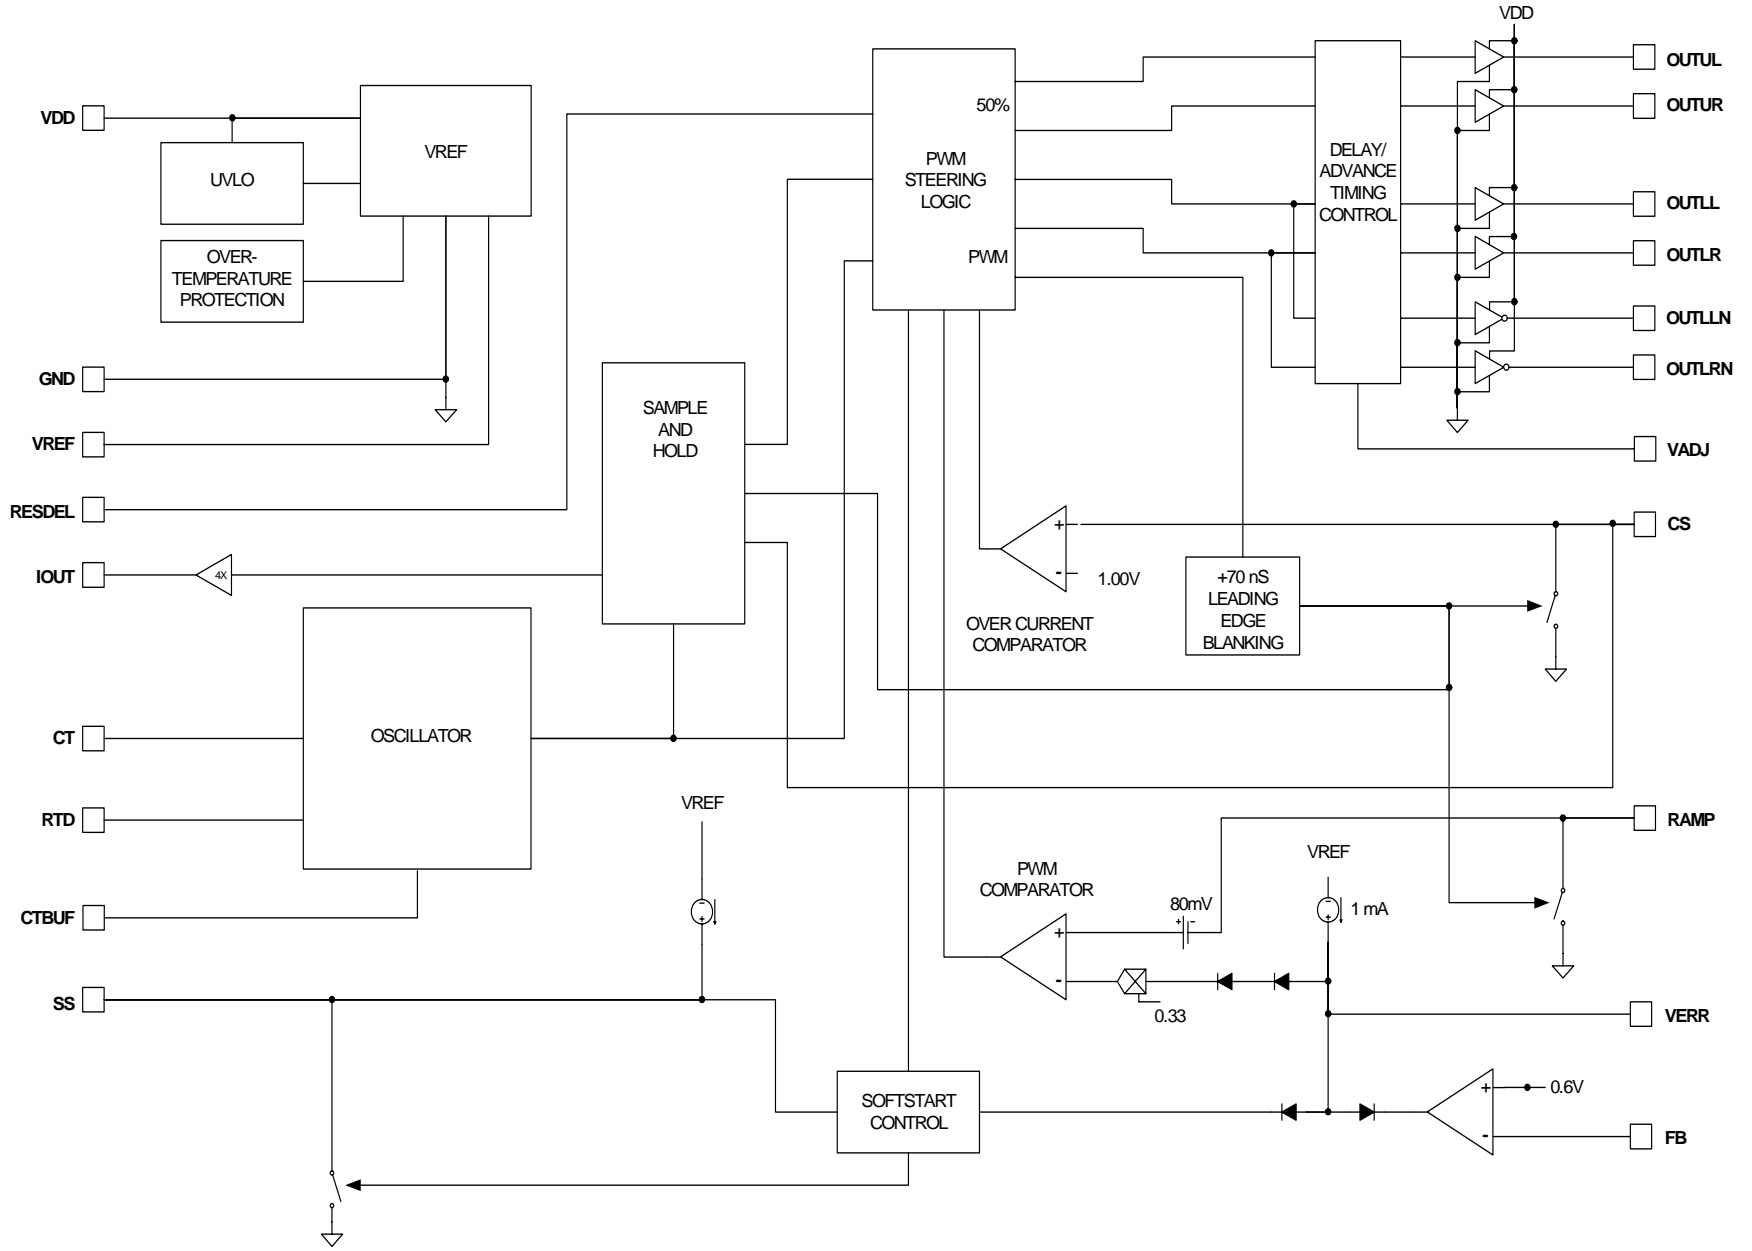 VDD
OUTUL
50%
OUTUR
VDD
VREF
UVLO
PWM
STEERING
LOGIC
DELAY/
ADVANCE
TIMING
CONTROL
OUTLL
OVER-
TEMPERATURE
PROTECTION
PWM
OUTLR
OUTLLN
OUTLRN
GND
SAMPLE
AND
HOLD
VREF
VADJ
RESDEL
+
CS
IOUT
4X
-
1.00V
+70 nS
LEADING
EDGE
BLANKING
OVER CURRENT
COMPARATOR
CT
OSCILLATOR
VREF
RTD
RAMP
VREF
PWM
COMPARATOR
80mV
+ -
-
+
1 mA
CTBUF
-
+
+
-
0.33
SS
VERR
SOFTSTART
CONTROL
+
0.6V
-
FB